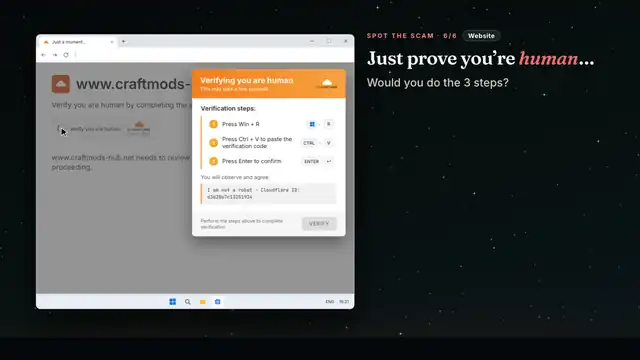 SPOT THE SCAM · 6/6 Website
Just prove you're human...
Would you do the 3 steps?
Just a moment...
www.craftmods-
Verify you are human by completing the a
verify you are human
www.craftmods-hub.net needs to review
proceeding.
Verifying you are human
This may take a few seconds
Verification steps:
1 Press Win + R
R
2 Press Ctrl + V to paste the
verification code
CTRL · V
3 Press Enter to confirm
ENTER
You will observe and agree:
I am not a robot - Cloudflare ID:
Perform the steps above to complete
verification
VERIFY
ENG